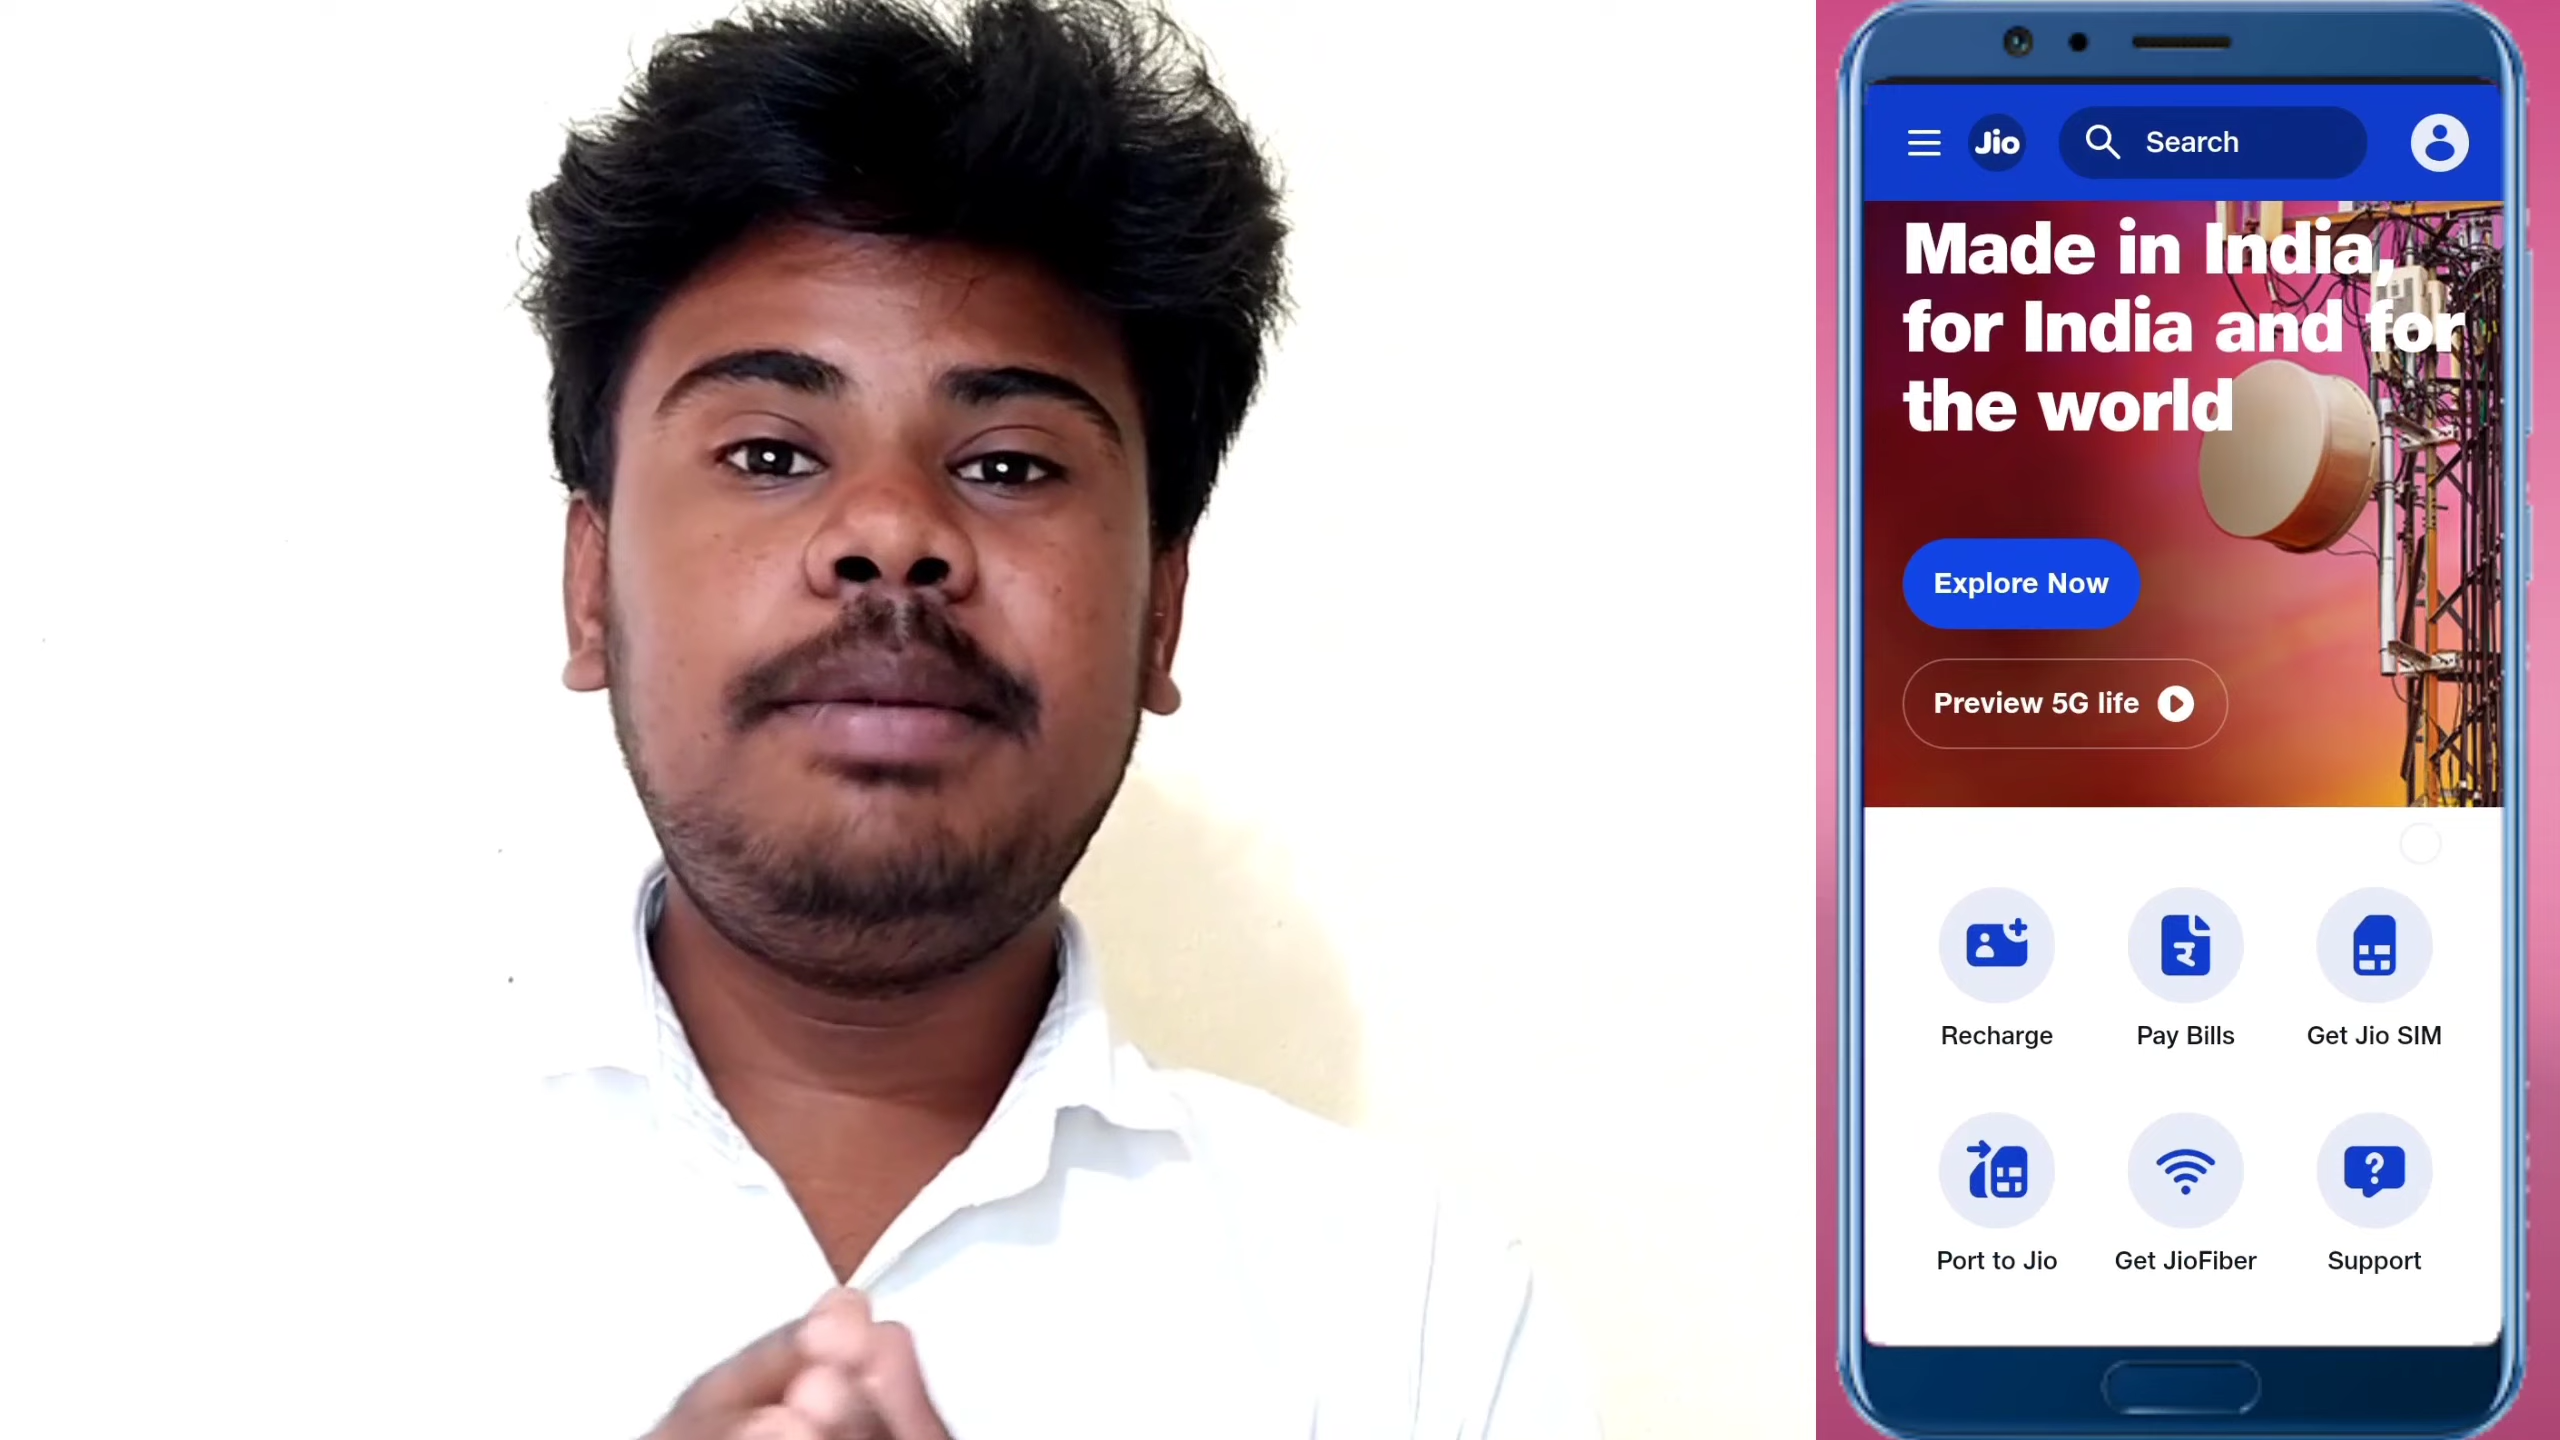 Jio
Search
Made in India,
for India and for
the world
Explore Now
Preview 5G life
Recharge
Pay Bills
Get Jio SIM
Port to Jio
Get JioFiber
Support